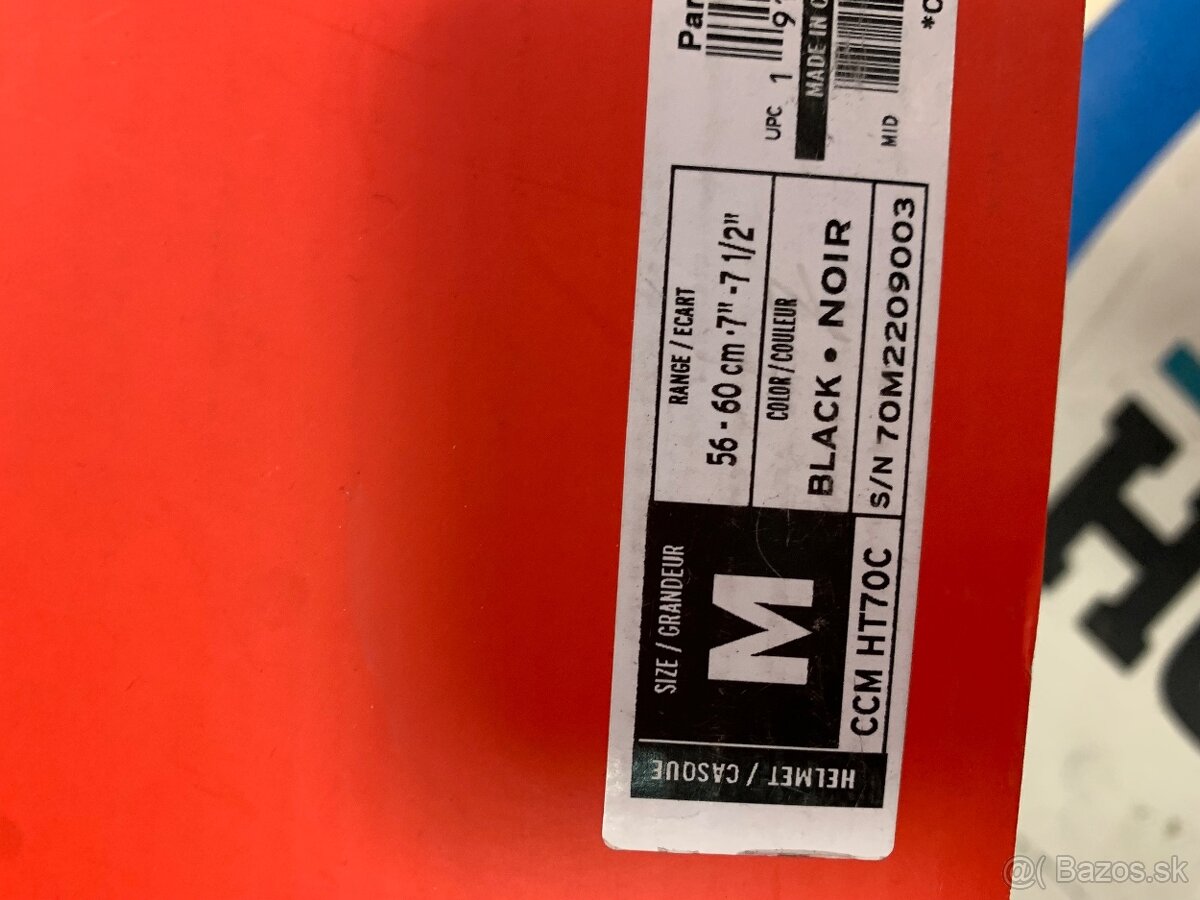 HELMET / CASQUE
SIZE / GRANDEUR
M
CCM HT70C
RANGE / ECART
56 - 60 cm • 7" - 7 1/2"
COLOR / COULEUR
BLACK • NOIR
S/N 70M2209003
UPC 1
MADE IN
MID
@( Bazos.sk